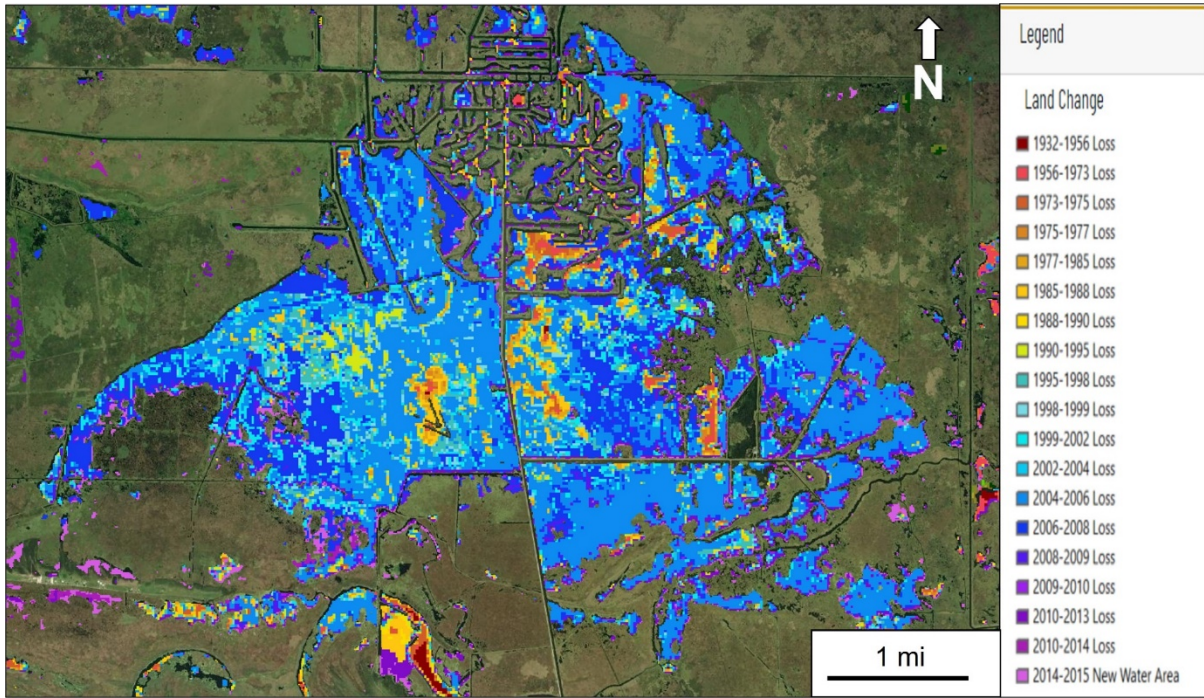 N
1 mi
Legend
Land Change
1932-1956 Loss
1956-1973 Loss
1973-1975 Loss
1975-1977 Loss
1977-1985 Loss
1985-1988 Loss
1988-1990 Loss
1990-1995 Loss
1995-1998 Loss
1998-1999 Loss
1999-2002 Loss
2002-2004 Loss
2004-2006 Loss
2006-2008 Loss
2008-2009 Loss
2009-2010 Loss
2010-2013 Loss
2010-2014 Loss
2014-2015 New Water Area